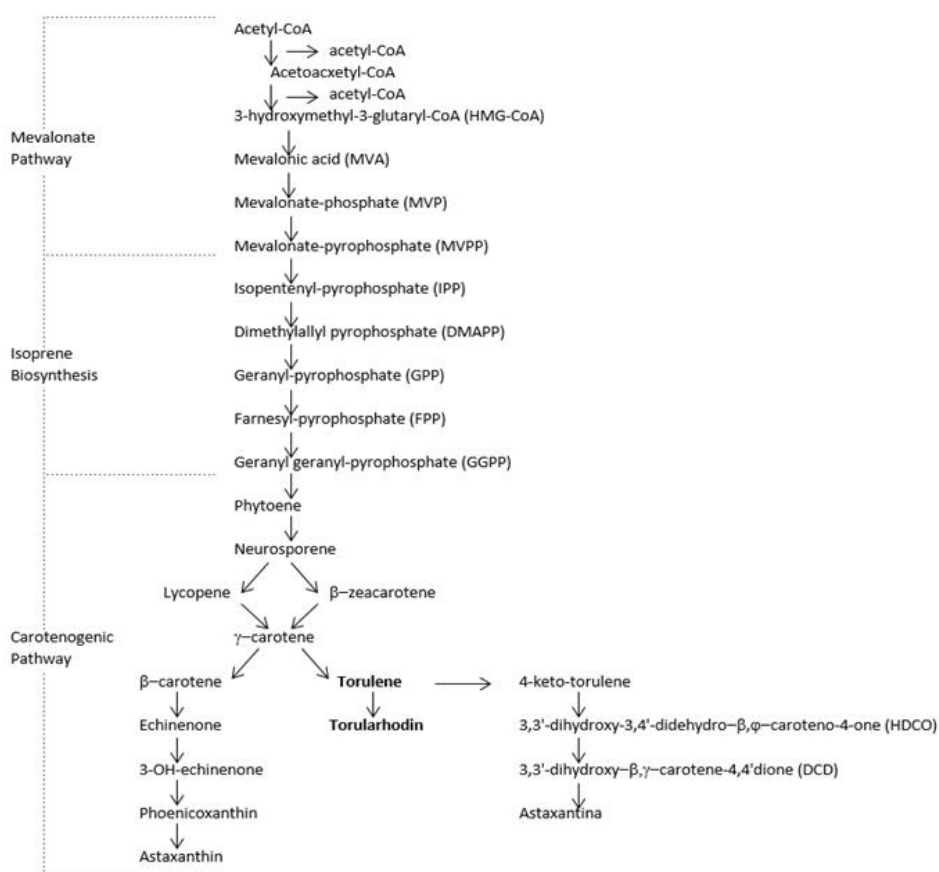 Acetyl-CoA
acetyl-CoA
Acetoacxetyl-CoA
acetyl-CoA
3-hydroxymethyl-3-glutaryl-CoA (HMG-CoA)
Mevalonate
Pathway
Mevalonic acid (MVA)
Mevalonate-phosphate (MVP)
Mevalonate-pyrophosphate (MVPP)
Isopentenyl-pyrophosphate (IPP)
Dimethylallyl pyrophosphate (DMAPP)
Isoprene
Biosynthesis
Geranyl-pyrophosphate (GPP)
Farnesyl-pyrophosphate (FPP)
Geranyl geranyl-pyrophosphate (GGPP)
Phytoene
Neurosporene
Lycopene
β–zeacarotene
Carotenogenic
Pathway
γ–carotene
β–carotene
Torulene
4-keto-torulene
Echinenone
Torularhodin
3,3'-dihydroxy-3,4'-didehydro–β,φ–caroteno-4-one (HDCO)
3-OH-echinenone
3,3'-dihydroxy–β,γ–carotene-4,4'dione (DCD)
Phoenicoxanthin
Astaxantina
Astaxanthin